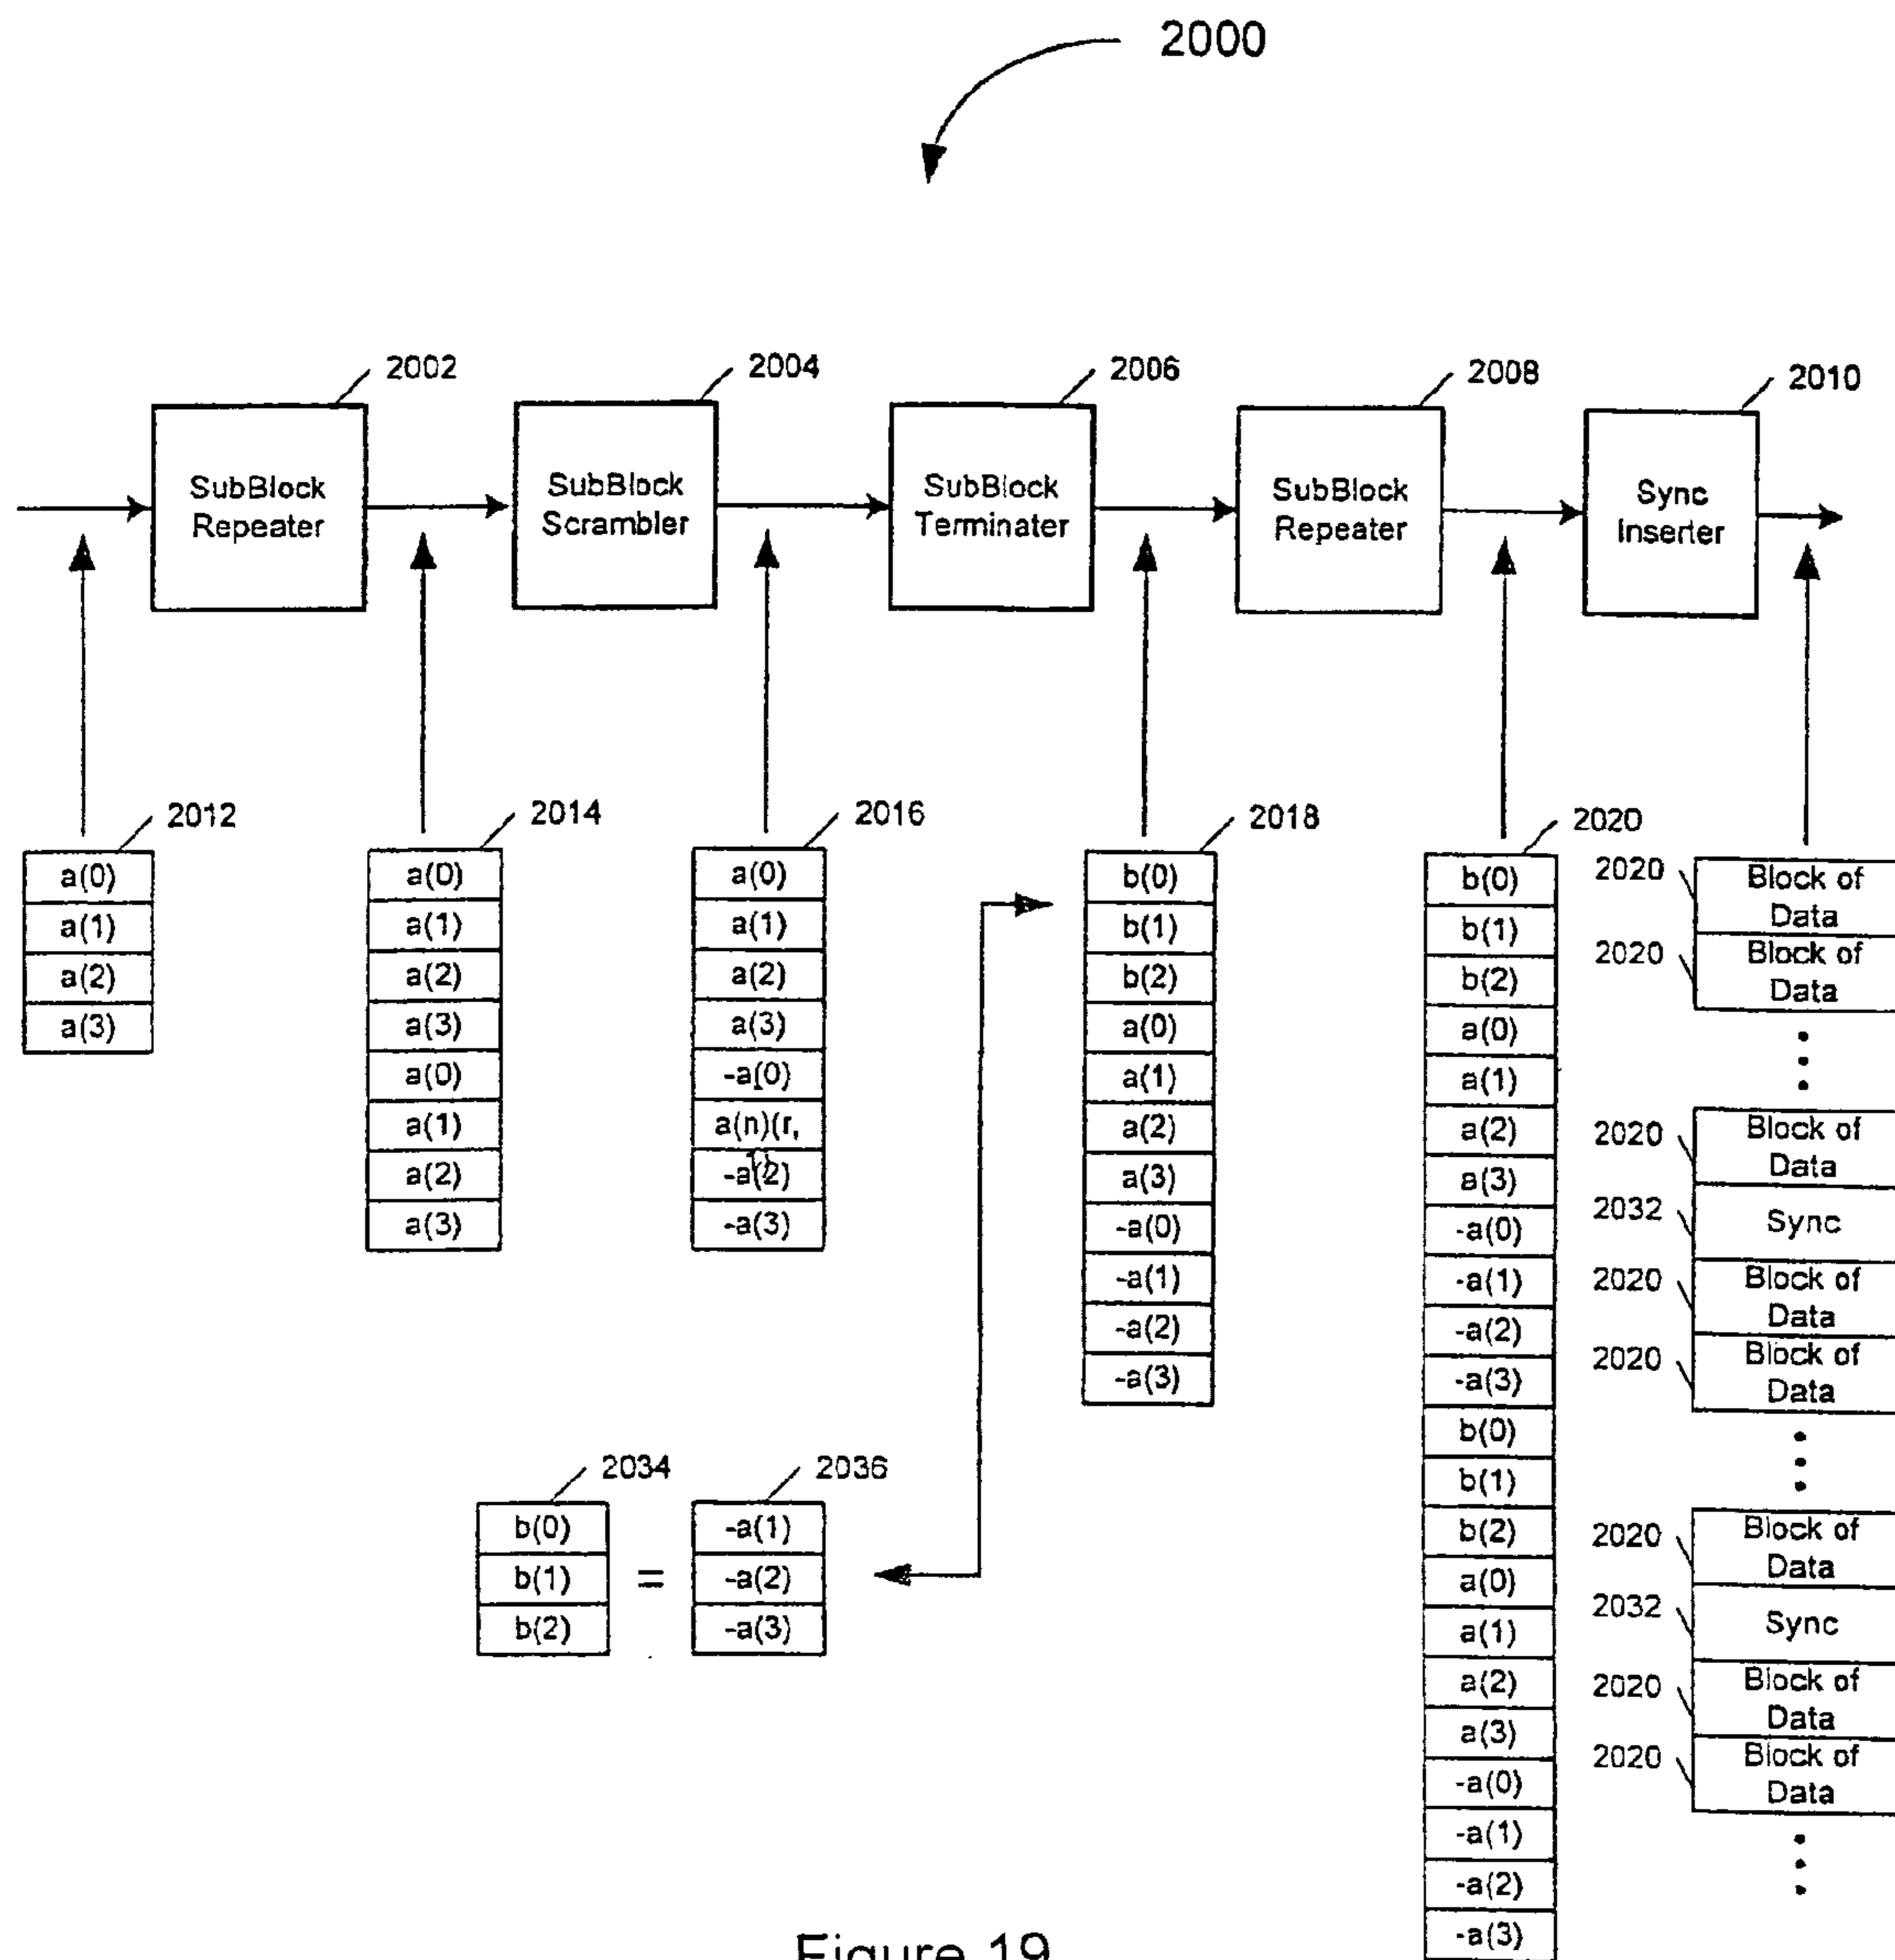 2000
2002
2004
2006
2008
2010
SubBlock
Repeater
SubBlock
Scrambler
SubBlock
Terminater
SubBlock
Repeater
Sync
Inserter
2012
a(0)
a(1)
a(2)
a(3)
2014
a(0)
a(1)
a(2)
a(3)
a(0)
a(1)
a(2)
a(3)
2016
a(0)
a(1)
a(2)
a(3)
-a(0)
a(n)(r,
-a(2)
-a(3)
2018
b(0)
b(1)
b(2)
a(0)
a(1)
a(2)
a(3)
-a(0)
-a(1)
-a(2)
-a(3)
2034
b(0)
b(1)
b(2)
=
2036
-a(1)
-a(2)
-a(3)
2020
b(0)
b(1)
b(2)
a(0)
a(1)
a(2)
a(3)
-a(0)
-a(1)
-a(2)
-a(3)
b(0)
b(1)
b(2)
a(0)
a(1)
a(2)
a(3)
-a(0)
-a(1)
-a(2)
-a(3)
2020
Block of
Data
2020
Block of
Data
2020
Block of
Data
2032
Sync
2020
Block of
Data
2020
Block of
Data
2020
Block of
Data
2032
Sync
2020
Block of
Data
2020
Block of
Data
Figure 19